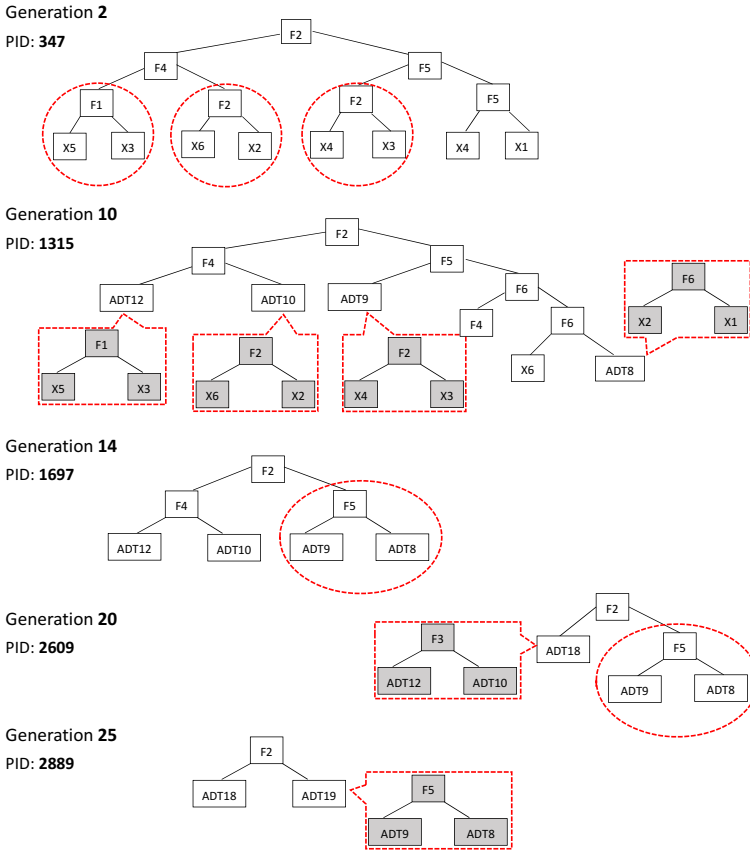 Generation 2
PID: 347
F2
F4
F5
F1
F2
F2
F5
X5
X3
X6
X2
X4
X3
X4
X1
Generation 10
PID: 1315
F2
F4
F5
ADT12
ADT10
ADT9
F6
F6
F1
F2
F2
F4
F6
X2
X1
X5
X3
X6
X2
X4
X3
X6
ADT8
Generation 14
PID: 1697
F2
F4
F5
ADT12
ADT10
ADT9
ADT8
Generation 20
PID: 2609
F2
F3
ADT18
F5
ADT12
ADT10
ADT9
ADT8
Generation 25
PID: 2889
F2
ADT18
ADT19
F5
ADT9
ADT8